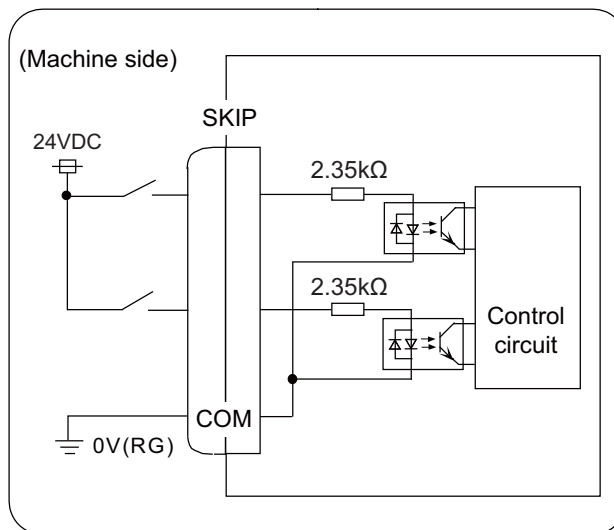 (Machine side)
SKIP
24VDC
2.35kΩ
2.35kΩ
Control
circuit
COM
0V(RG)